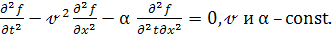 ∂²f/∂t² - 𝓋² ∂²f/∂x² - α ∂²f/∂²t∂x² = 0, 𝓋 и α – const.